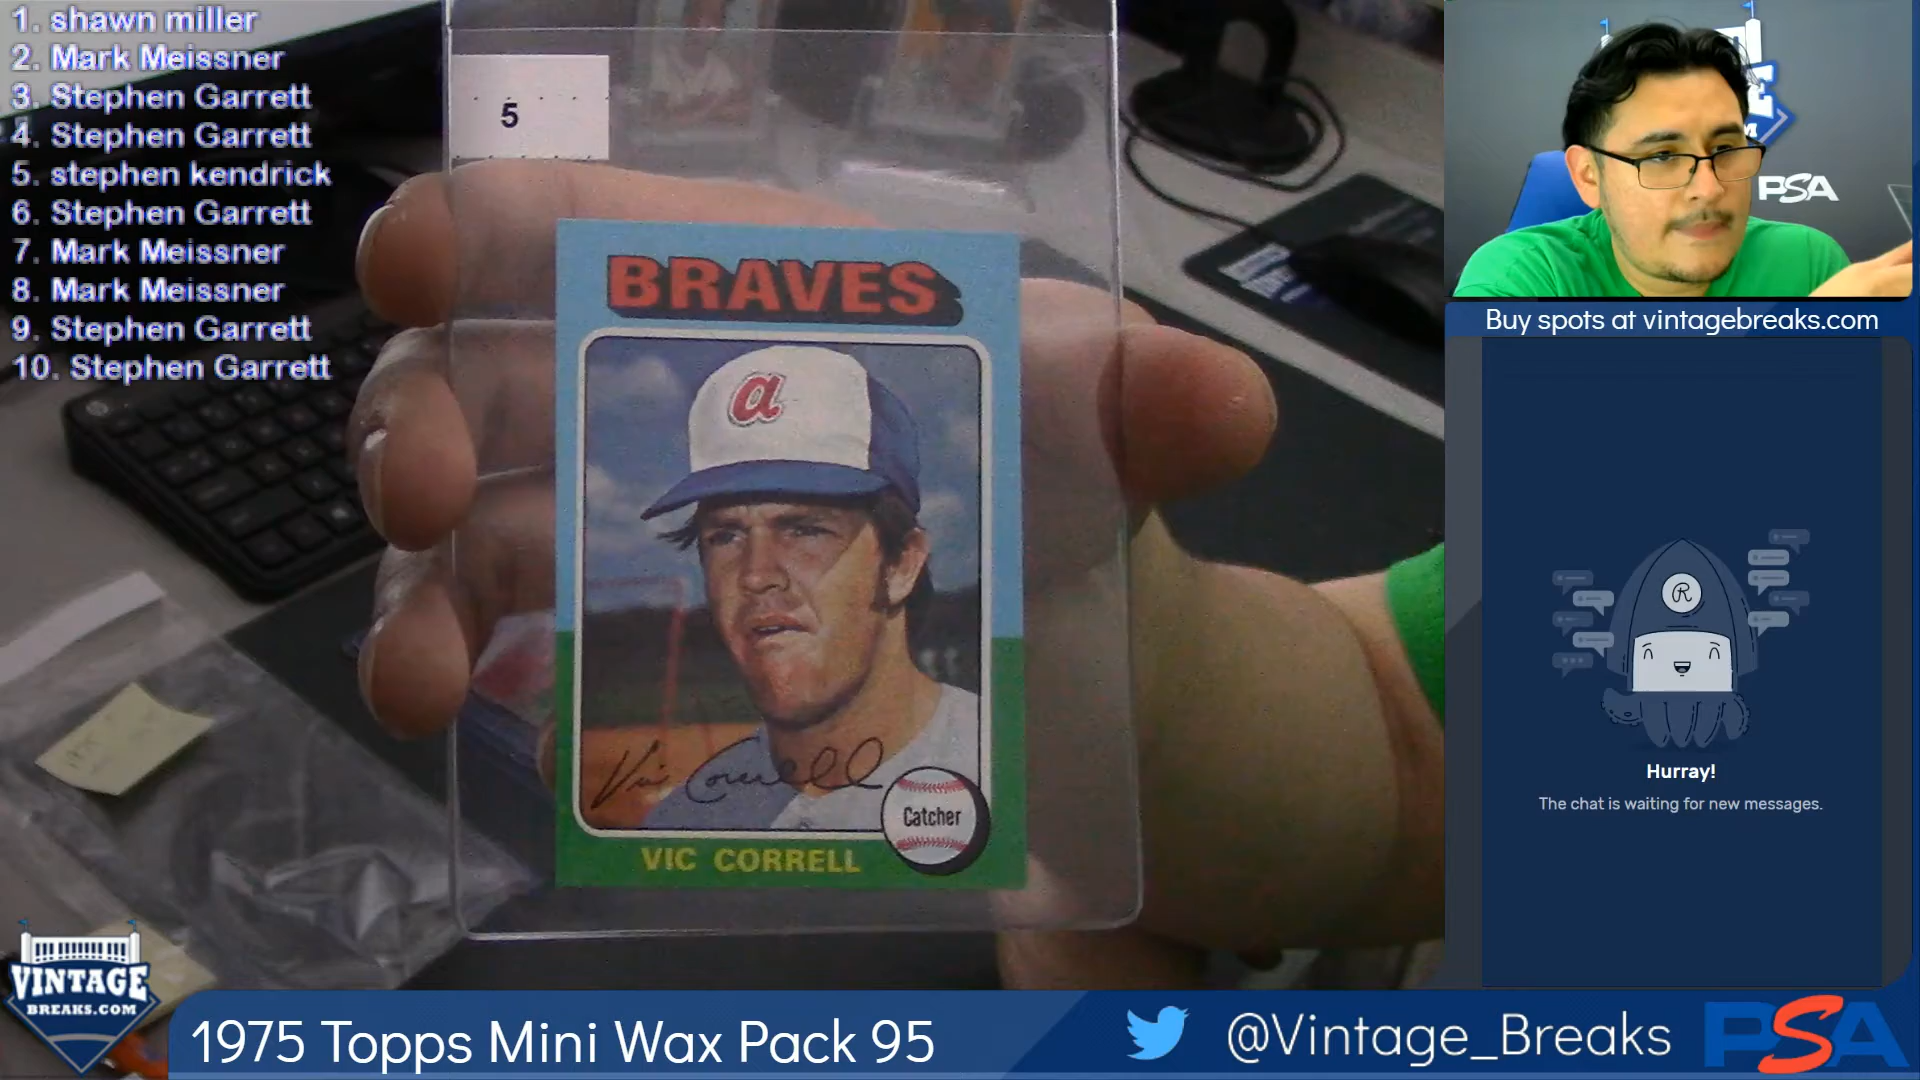 1. shawn miller
2. Mark Meissner
3. Stephen Garrett
4. Stephen Garrett
5. stephen kendrick
6. Stephen Garrett
7. Mark Meissner
8. Mark Meissner
9. Stephen Garrett
10. Stephen Garrett
5
BRAVES
a
Vic Correll
Catcher
VIC CORRELL
PSA
Buy spots at vintagebreaks.com
R
Hurray!
The chat is waiting for new messages.
VINTAGE
BREAKS.COM
1975 Topps Mini Wax Pack 95
@Vintage_Breaks
PSA